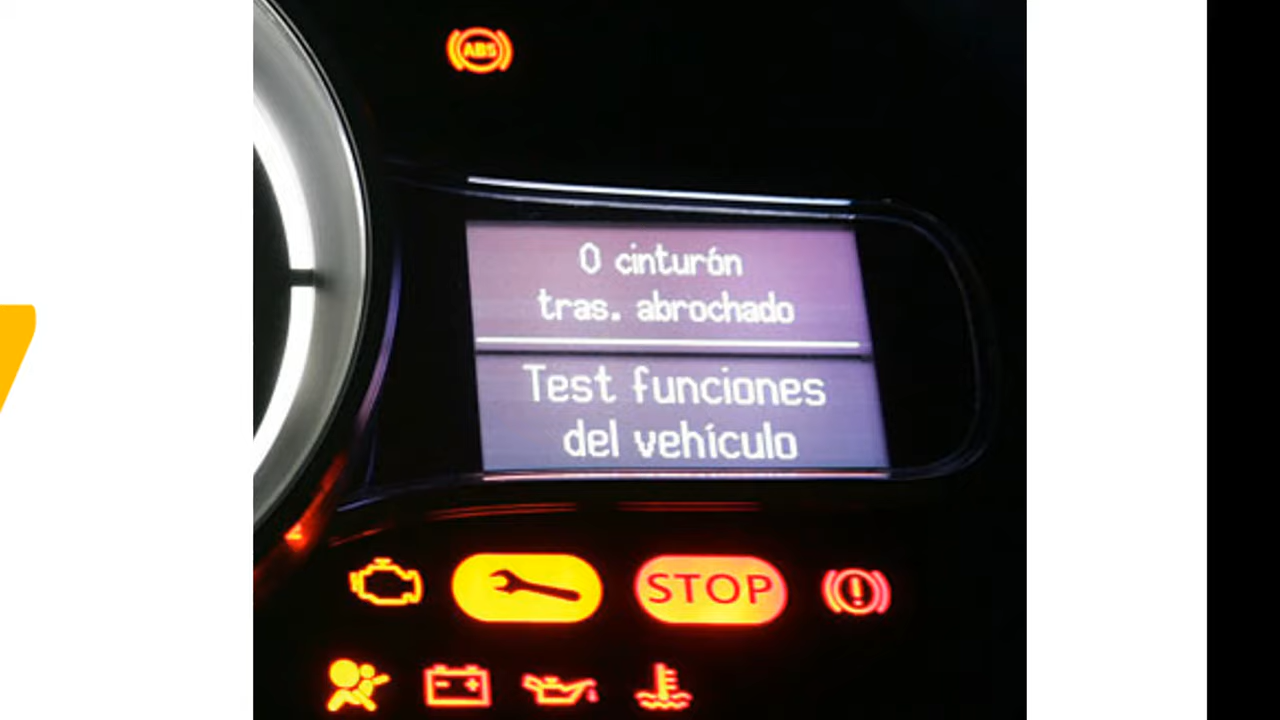 ABS
0 cinturón
tras. abrochado
Test funciones
del vehículo
STOP